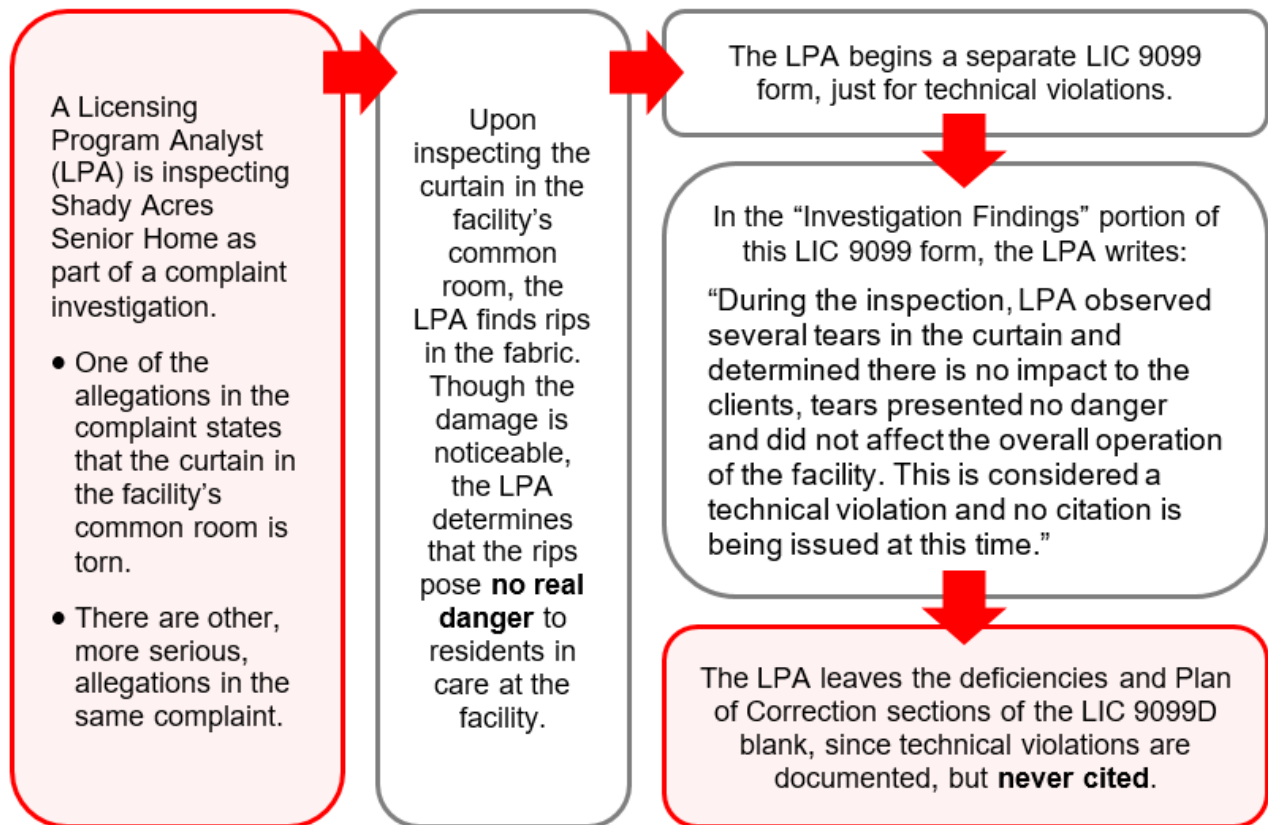 A Licensing
Program Analyst
(LPA) is inspecting
Shady Acres
Senior Home as
part of a complaint
investigation.
• One of the
allegations in the
complaint states
that the curtain in
the facility’s
common room is
torn.
• There are other,
more serious,
allegations in the
same complaint.
Upon
inspecting the
curtain in the
facility’s
common
room, the
LPA finds rips
in the fabric.
Though the
damage is
noticeable,
the LPA
determines
that the rips
pose no real
danger to
residents in
care at the
facility.
The LPA begins a separate LIC 9099
form, just for technical violations.
In the “Investigation Findings” portion of
this LIC 9099 form, the LPA writes:
“During the inspection, LPA observed
several tears in the curtain and
determined there is no impact to the
clients, tears presented no danger
and did not affect the overall operation
of the facility. This is considered a
technical violation and no citation is
being issued at this time.”
The LPA leaves the deficiencies and Plan
of Correction sections of the LIC 9099D
blank, since technical violations are
documented, but never cited.